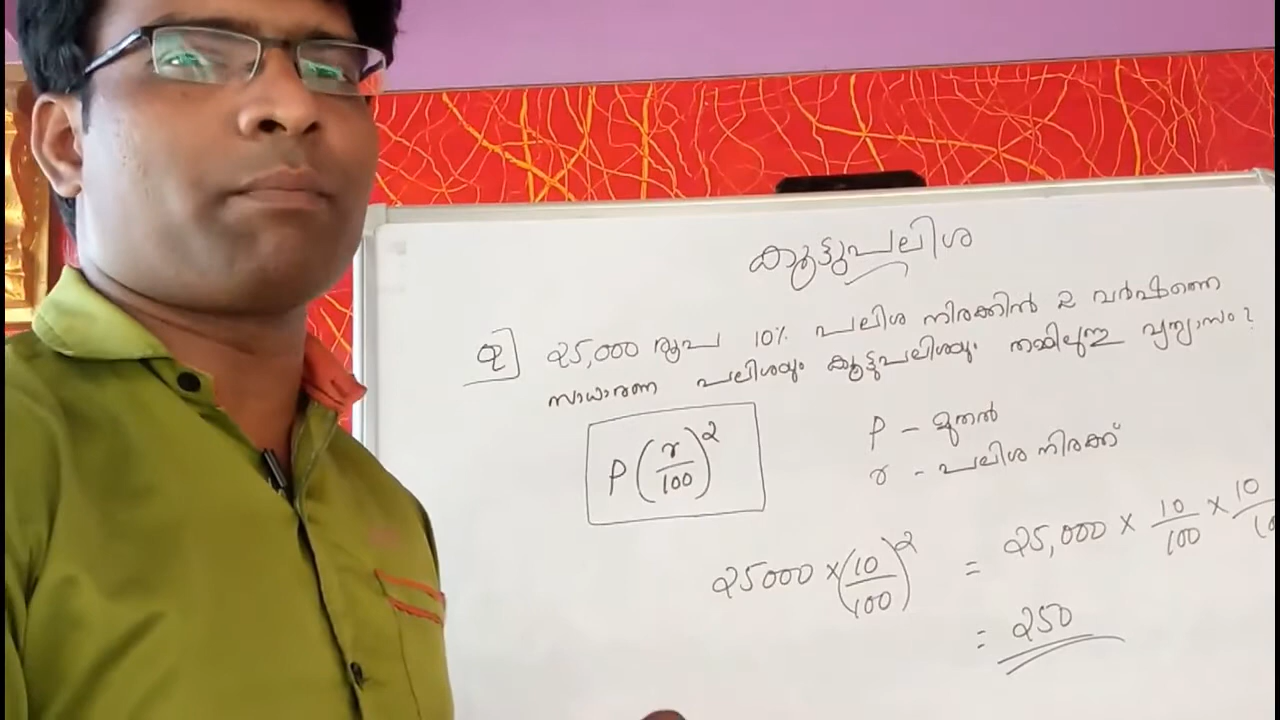 കൂട്ടുപലിശ
Q] 25,000 രൂപ 10% പലിശ നിരക്കിൽ 2 വർഷത്തെ
സാധാരണ പലിശയും കൂട്ടുപലിശയും തമ്മിലുള്ള വ്യത്യാസം?
P(r/100)²
P – മുതൽ
r - പലിശ നിരക്ക്
25000 × (10/100)² = 25,000 × 10/100 × 10/10
= 250